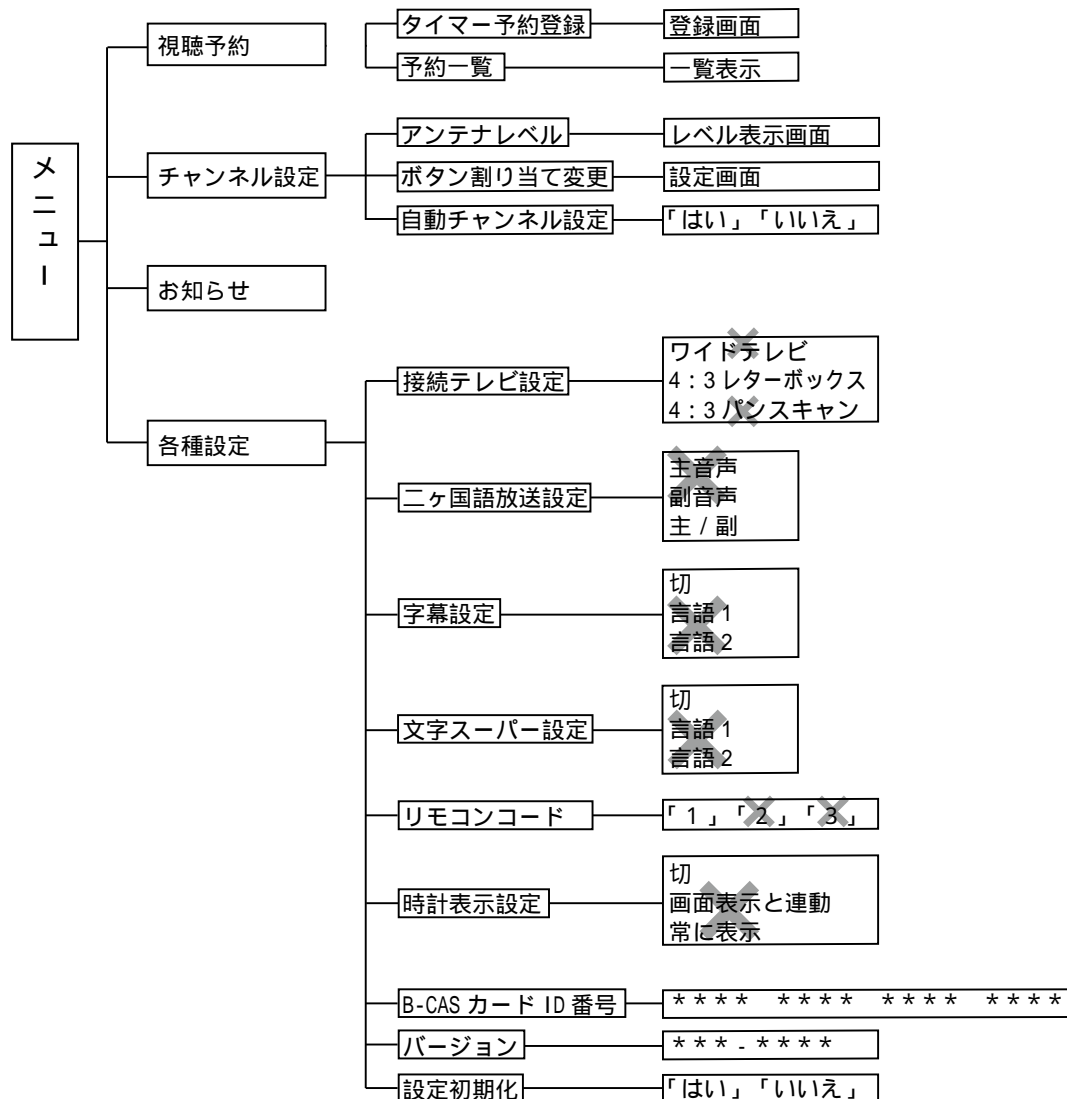 メニュー
視聴予約
タイマー予約登録 登録画面
予約一覧 一覧表示
チャンネル設定
アンテナレベル レベル表示画面
ボタン割り当て変更 設定画面
自動チャンネル設定 「はい」「いいえ」
お知らせ
各種設定
接続テレビ設定
ワイドテレビ
4:3レターボックス
4:3パンスキャン
二ヶ国語放送設定
主音声
副音声
主/副
字幕設定
切
言語1
言語2
文字スーパー設定
切
言語1
言語2
リモコンコード 「1」「2」「3」
時計表示設定
切
画面表示と連動
常に表示
B-CAS カード ID 番号 **** **** **** ****
バージョン ***-****
設定初期化 「はい」「いいえ」